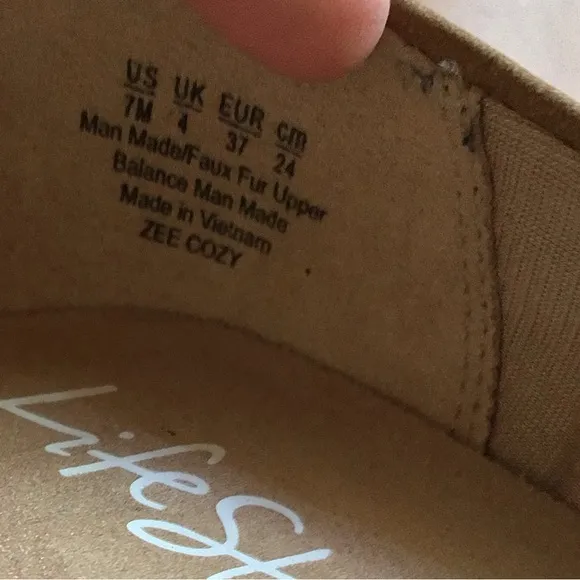 US UK EUR cm
7M 4 37 24
Man Made/Faux Fur Upper
Balance Man Made
Made in Vietnam
ZEE COZY
LifeSt